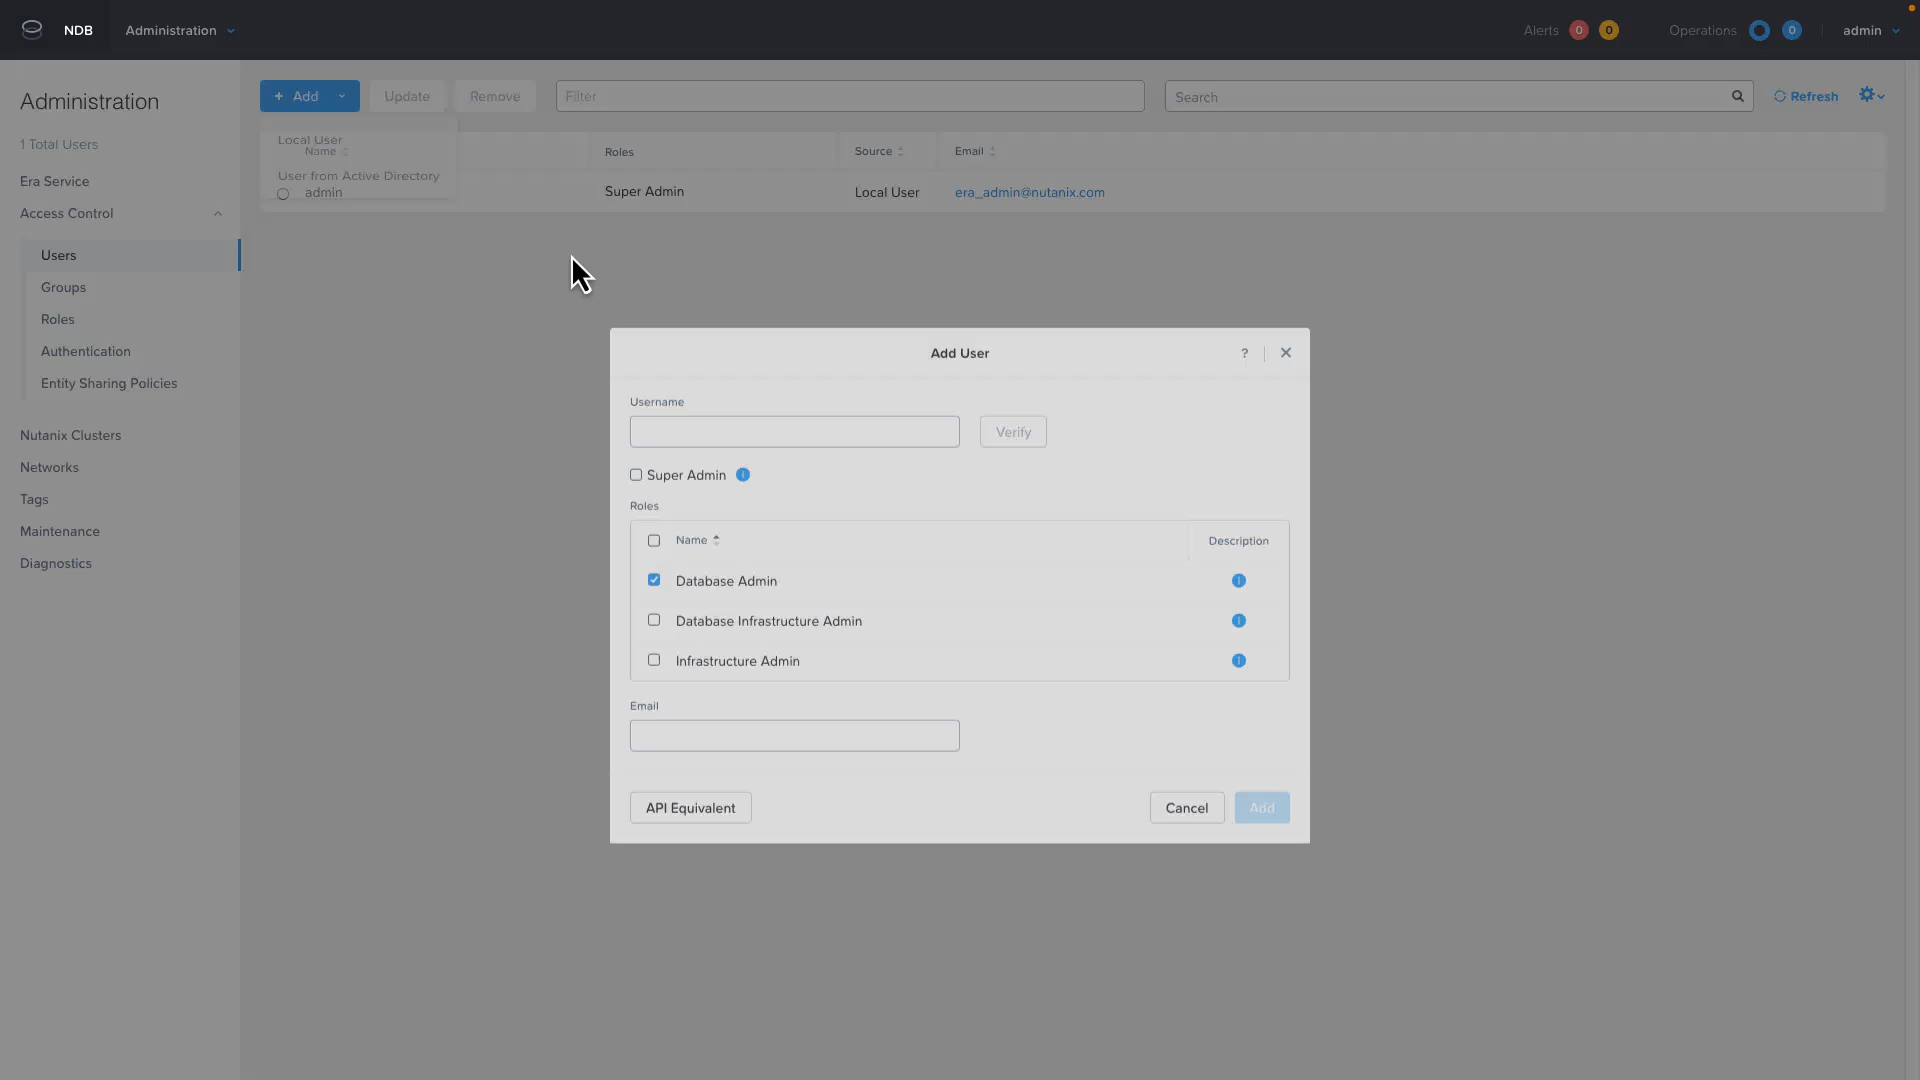 NDB
Administration
Alerts 0 0
Operations 0
admin
Administration
1 Total Users
Era Service
Access Control
Users
Groups
Roles
Authentication
Entity Sharing Policies
Nutanix Clusters
Networks
Tags
Maintenance
Diagnostics
+ Add
Update
Remove
Filter
Search
Refresh
Local User
User from Active Directory
Name
Roles
Source
Email
admin
Super Admin
Local User
era_admin@nutanix.com
Add User
?
Username
Verify
Super Admin
Roles
Name
Description
Database Admin
Database Infrastructure Admin
Infrastructure Admin
Email
API Equivalent
Cancel
Add